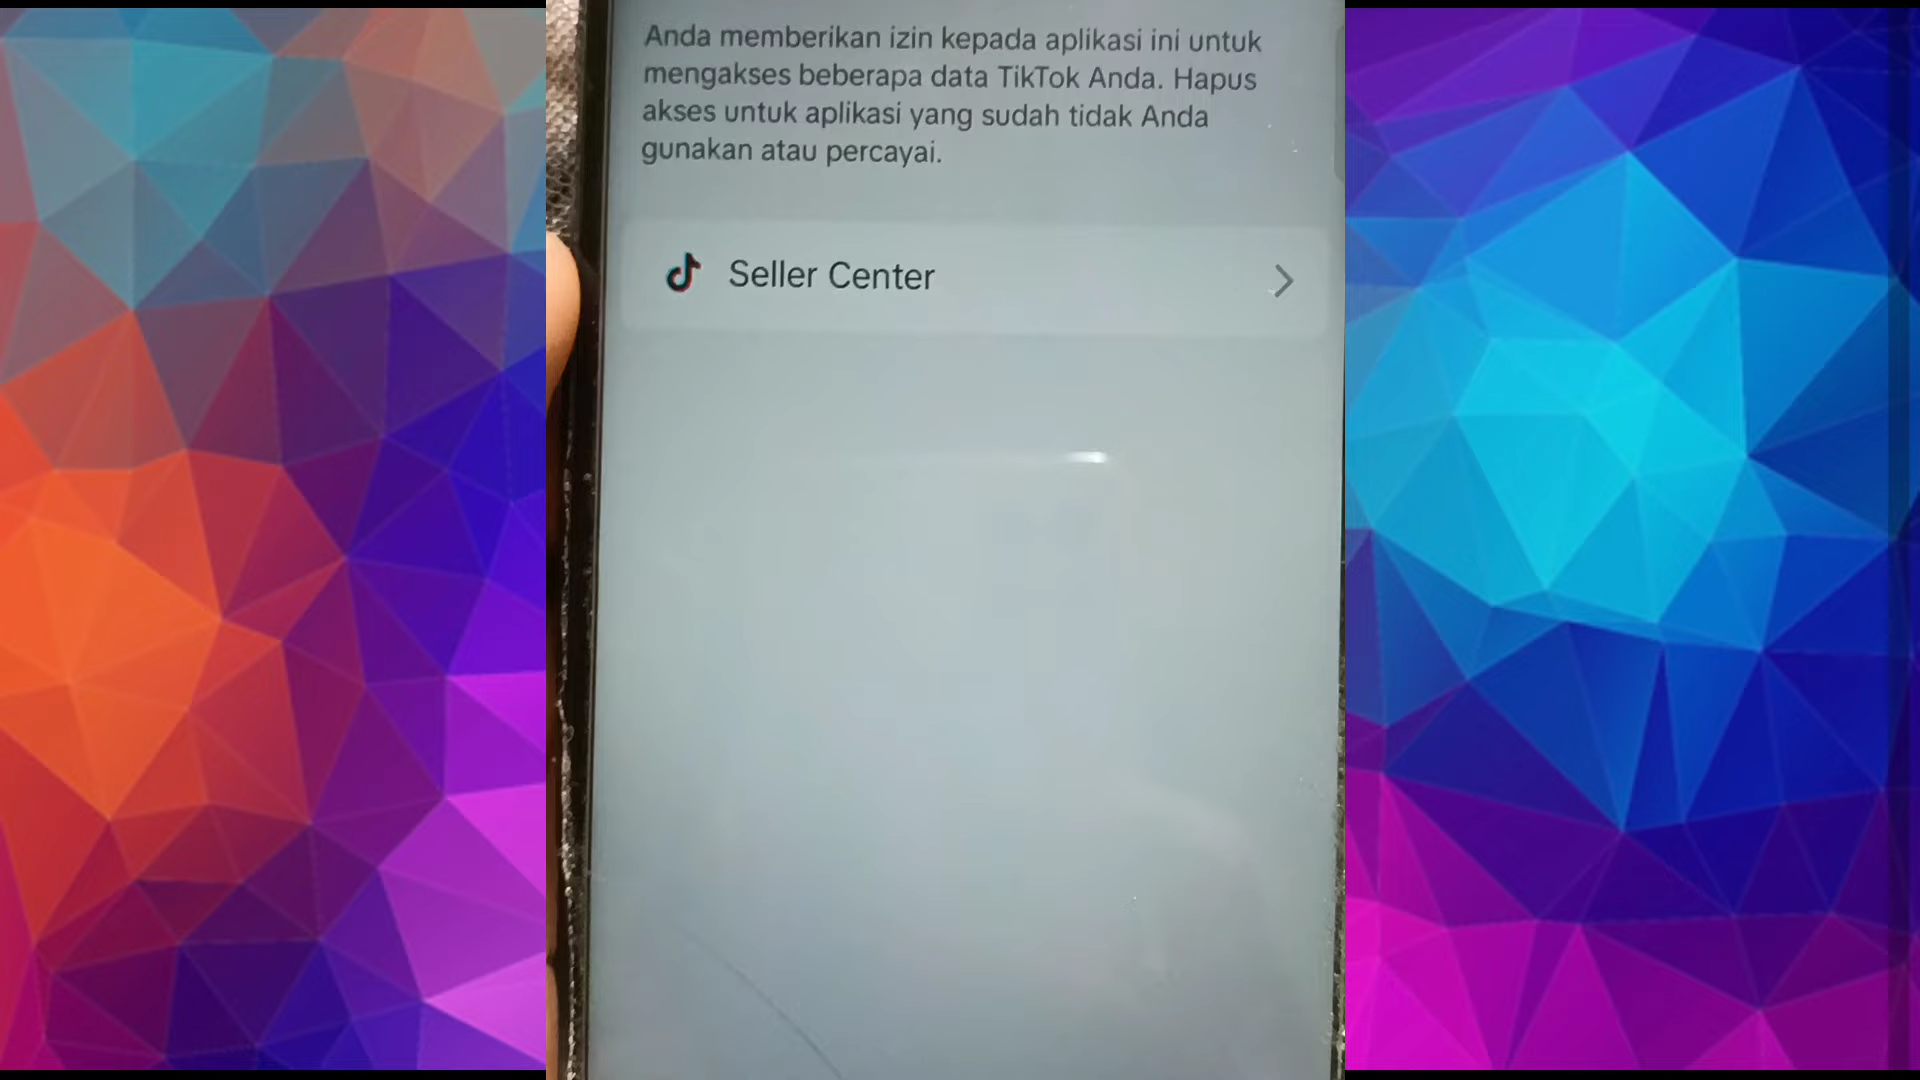 Anda memberikan izin kepada aplikasi ini untuk
mengakses beberapa data TikTok Anda. Hapus
akses untuk aplikasi yang sudah tidak Anda
gunakan atau percayai.
Seller Center